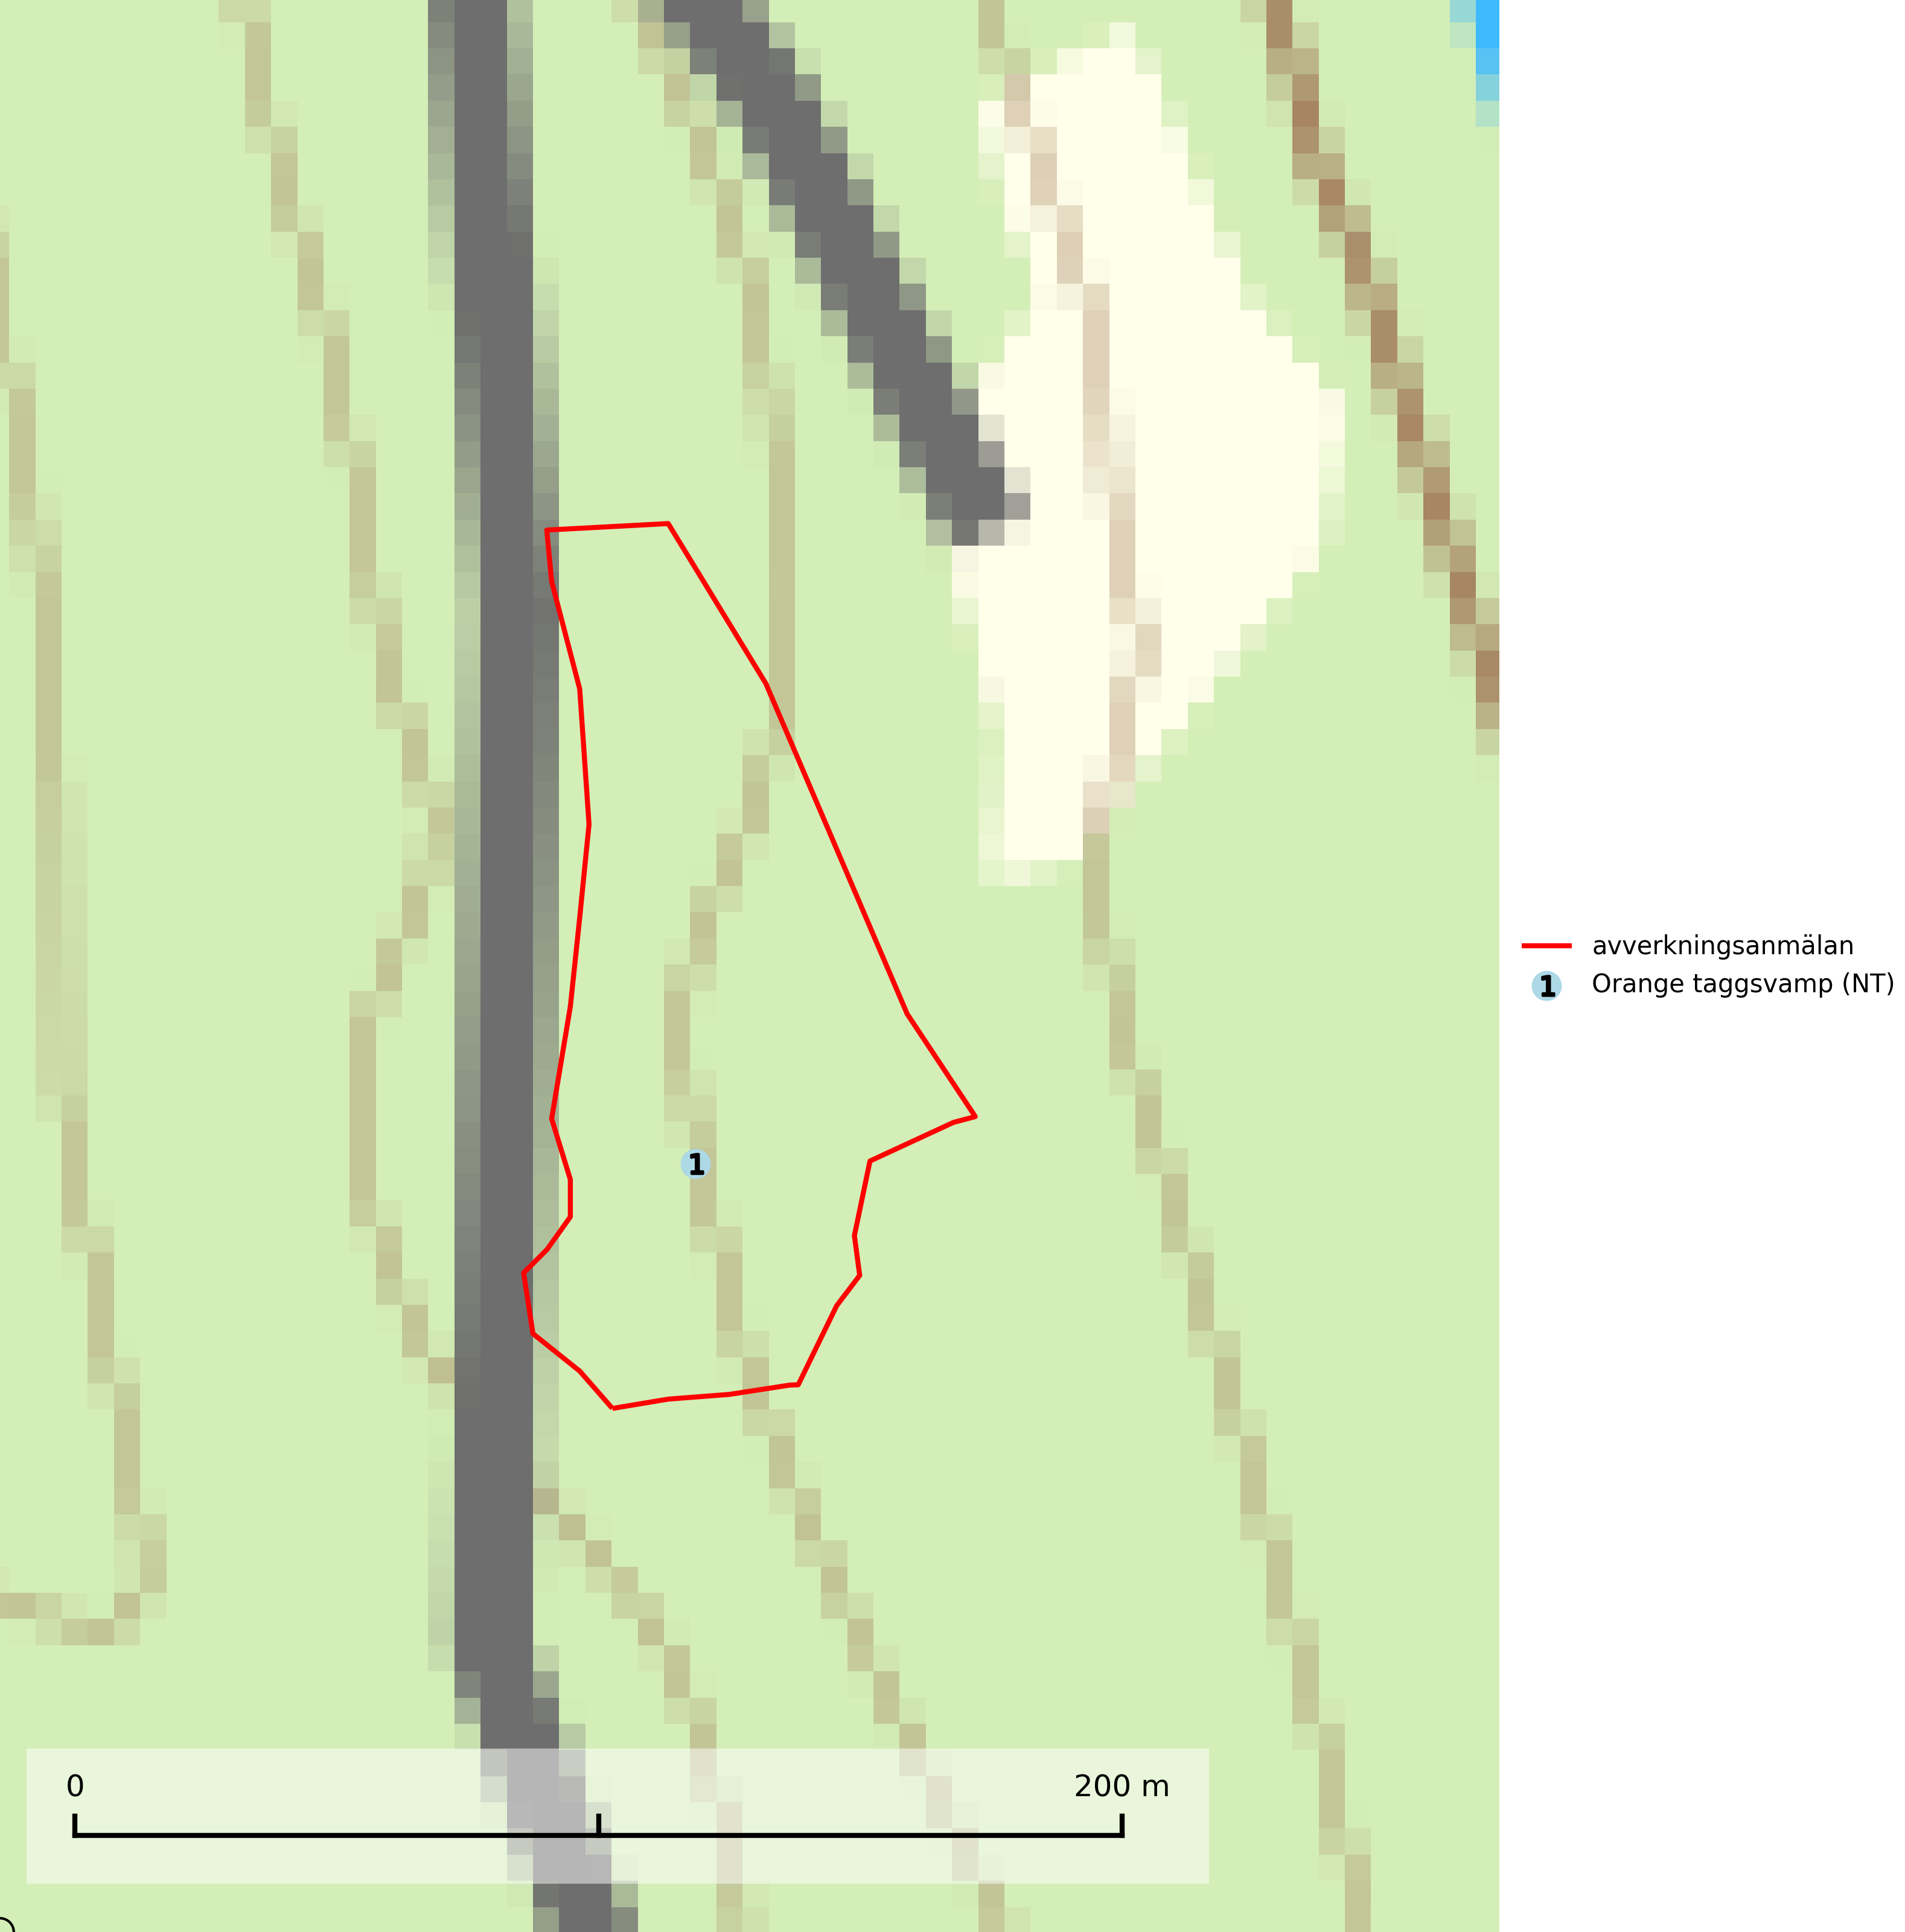 avverkningsanmälan
1 Orange taggsvamp (NT)
1
0 200 m